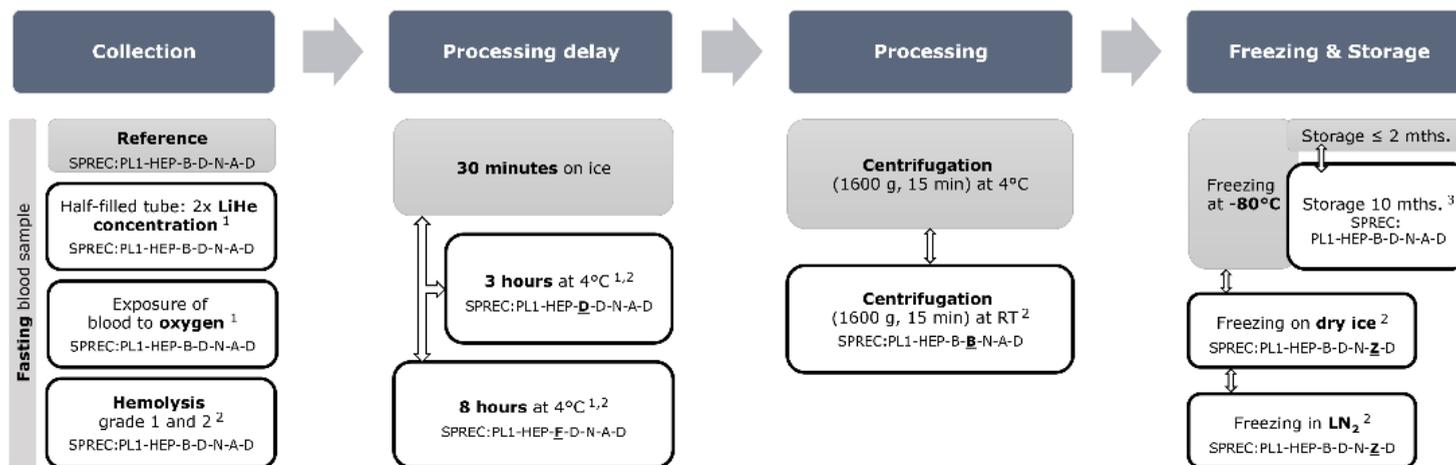 Collection
Processing delay
Processing
Freezing & Storage
Fasting blood sample
Reference
SPREC:PL1-HEP-B-D-N-A-D
Half-filled tube: 2x LiHe
concentration 1
SPREC:PL1-HEP-B-D-N-A-D
Exposure of
blood to oxygen 1
SPREC:PL1-HEP-B-D-N-A-D
Hemolysis
grade 1 and 2 2
SPREC:PL1-HEP-B-D-N-A-D
30 minutes on ice
3 hours at 4°C 1,2
SPREC:PL1-HEP-D-D-N-A-D
8 hours at 4°C 1,2
SPREC:PL1-HEP-F-D-N-A-D
Centrifugation
(1600 g, 15 min) at 4°C
Centrifugation
(1600 g, 15 min) at RT 2
SPREC:PL1-HEP-B-B-N-A-D
Storage ≤ 2 mths.
Freezing
at -80°C
Storage 10 mths. 3
SPREC:
PL1-HEP-B-D-N-A-D
Freezing on dry ice 2
SPREC:PL1-HEP-B-D-N-Z-D
Freezing in LN2 2
SPREC:PL1-HEP-B-D-N-Z-D